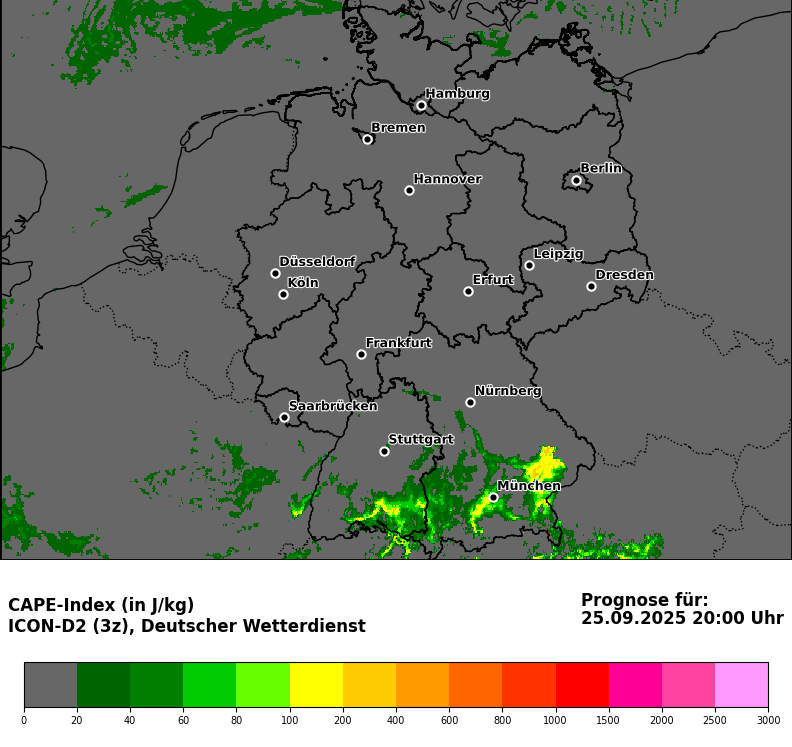 Hamburg
Bremen
Berlin
Hannover
Leipzig
Düsseldorf
Dresden
Erfurt
Köln
Frankfurt
Nürnberg
Saarbrücken
Stuttgart
München
CAPE-Index (in J/kg)
ICON-D2 (3z), Deutscher Wetterdienst
Prognose für:
25.09.2025 20:00 Uhr
0 20 40 60 80 100 200 400 600 800 1000 1500 2000 2500 3000